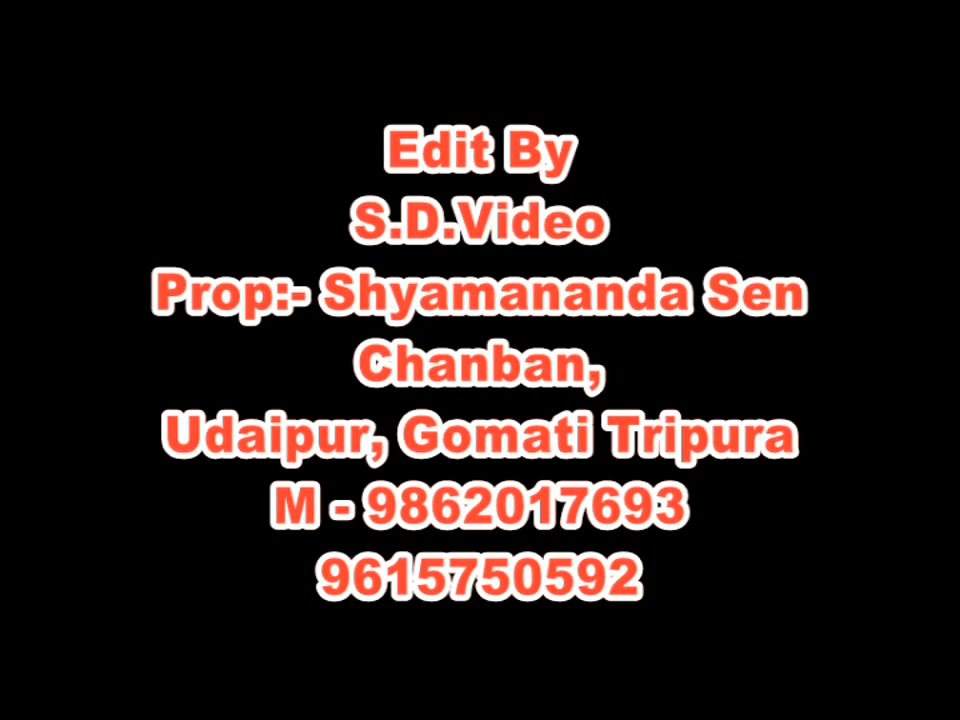 Edit By
S.D.Video
Prop:- Shyamananda Sen
Chanban,
Udaipur, Gomati Tripura
M - 9862017693
9615750592